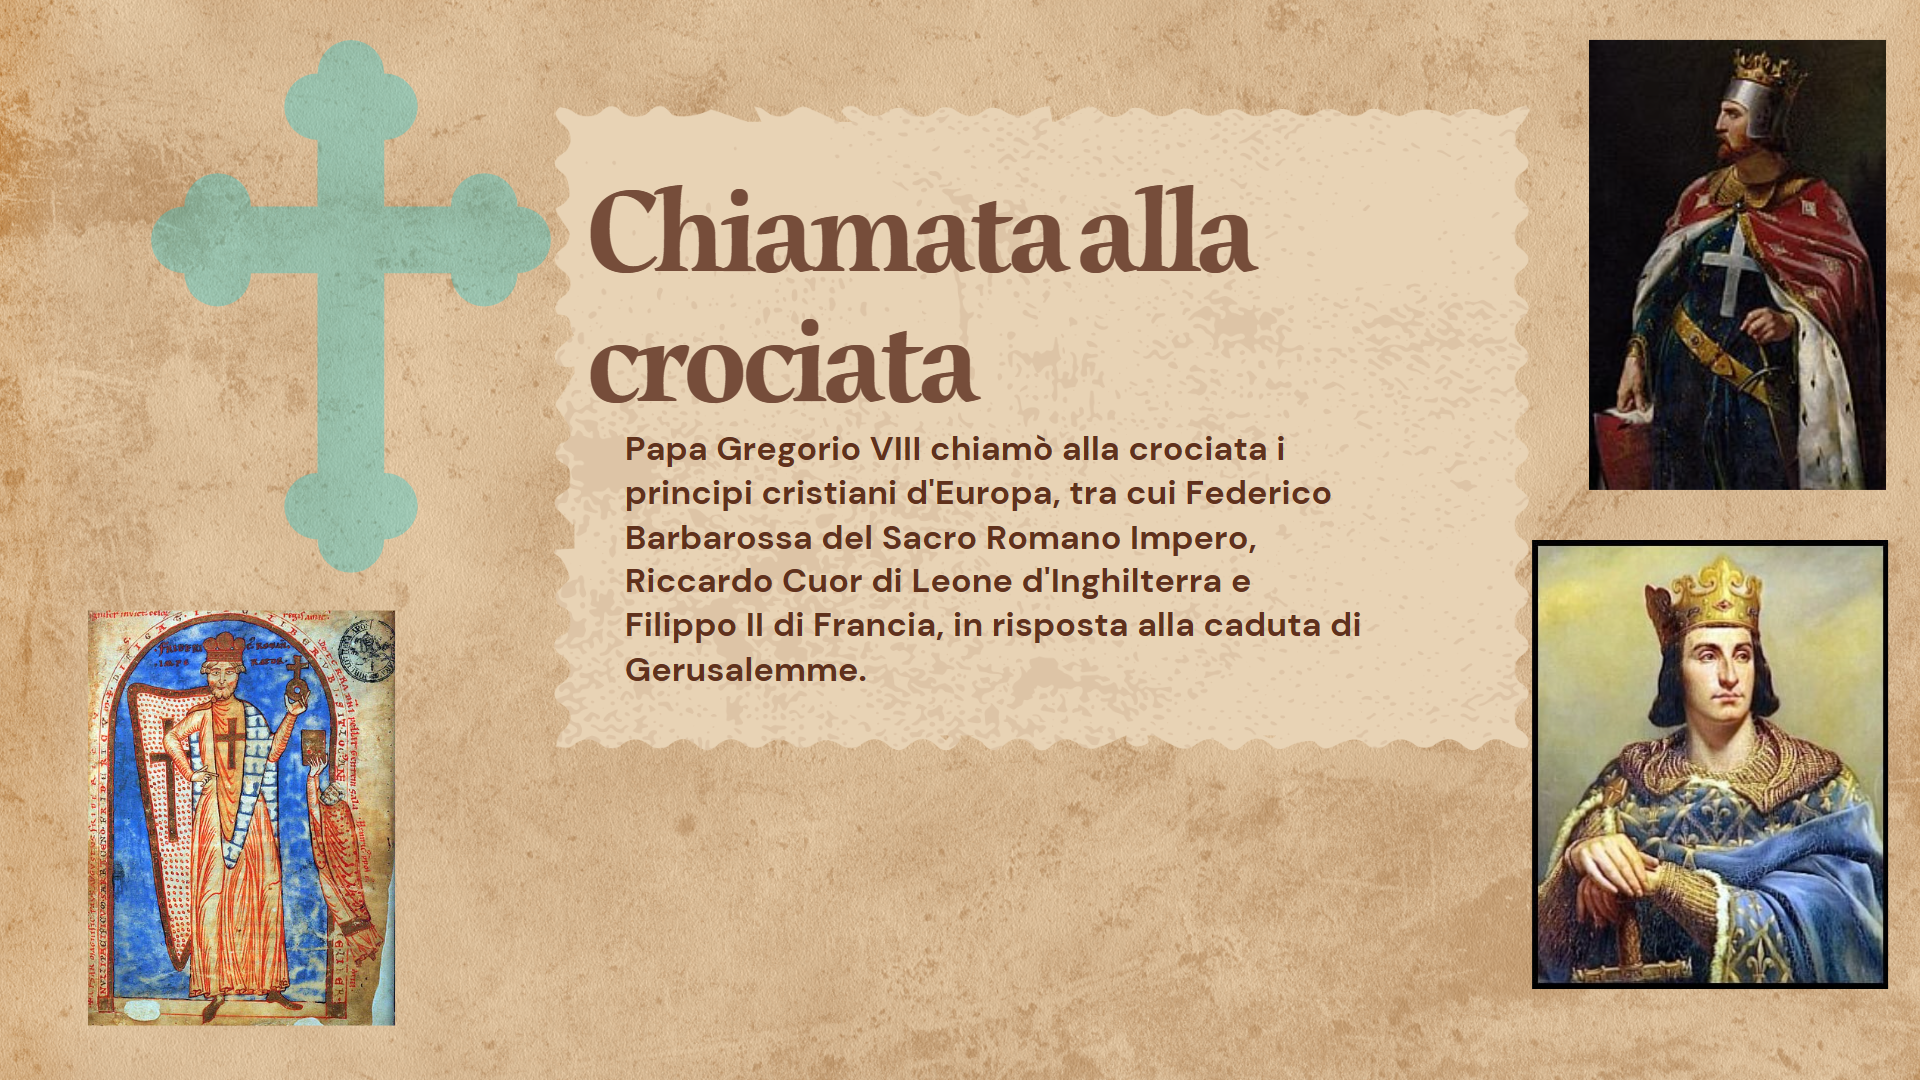 Chiamata alla
crociata
Papa Gregorio VIII chiamò alla crociata i
principi cristiani d'Europa, tra cui Federico
Barbarossa del Sacro Romano Impero,
Riccardo Cuor di Leone d'Inghilterra e
Filippo II di Francia, in risposta alla caduta di
Gerusalemme.